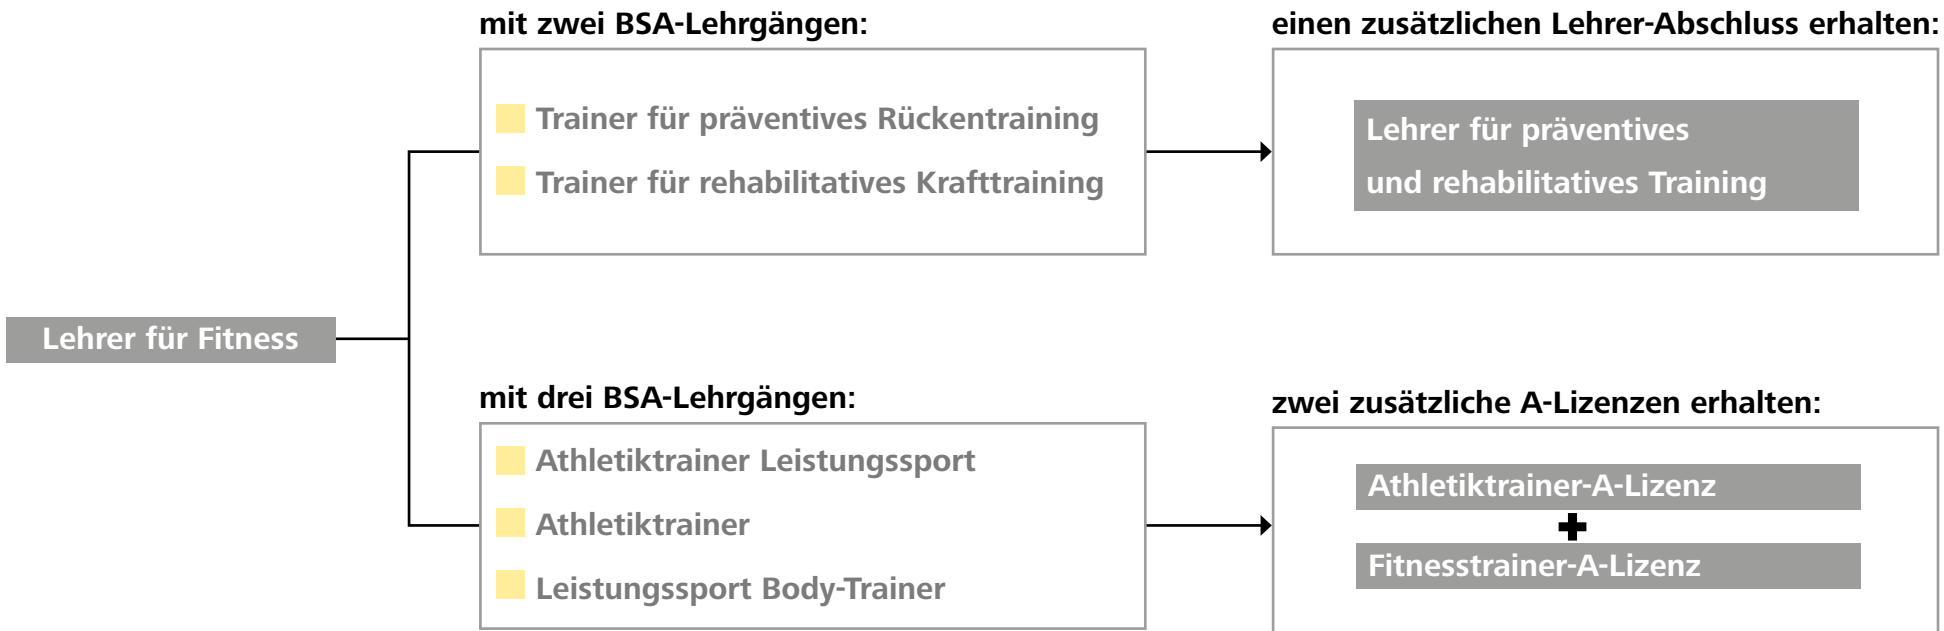 mit zwei BSA-Lehrgängen:
Trainer für präventives Rückentraining
Trainer für rehabilitatives Krafttraining
einen zusätzlichen Lehrer-Abschluss erhalten:
Lehrer für präventives
und rehabilitatives Training
Lehrer für Fitness
mit drei BSA-Lehrgängen:
Athletiktrainer Leistungssport
Athletiktrainer
Leistungssport Body-Trainer
zwei zusätzliche A-Lizenzen erhalten:
Athletiktrainer-A-Lizenz
Fitnesstrainer-A-Lizenz